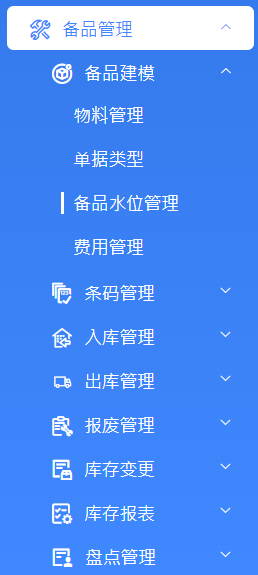 备品管理
备品建模
物料管理
单据类型
备品水位管理
费用管理
条码管理
入库管理
出库管理
报废管理
库存变更
库存报表
盘点管理